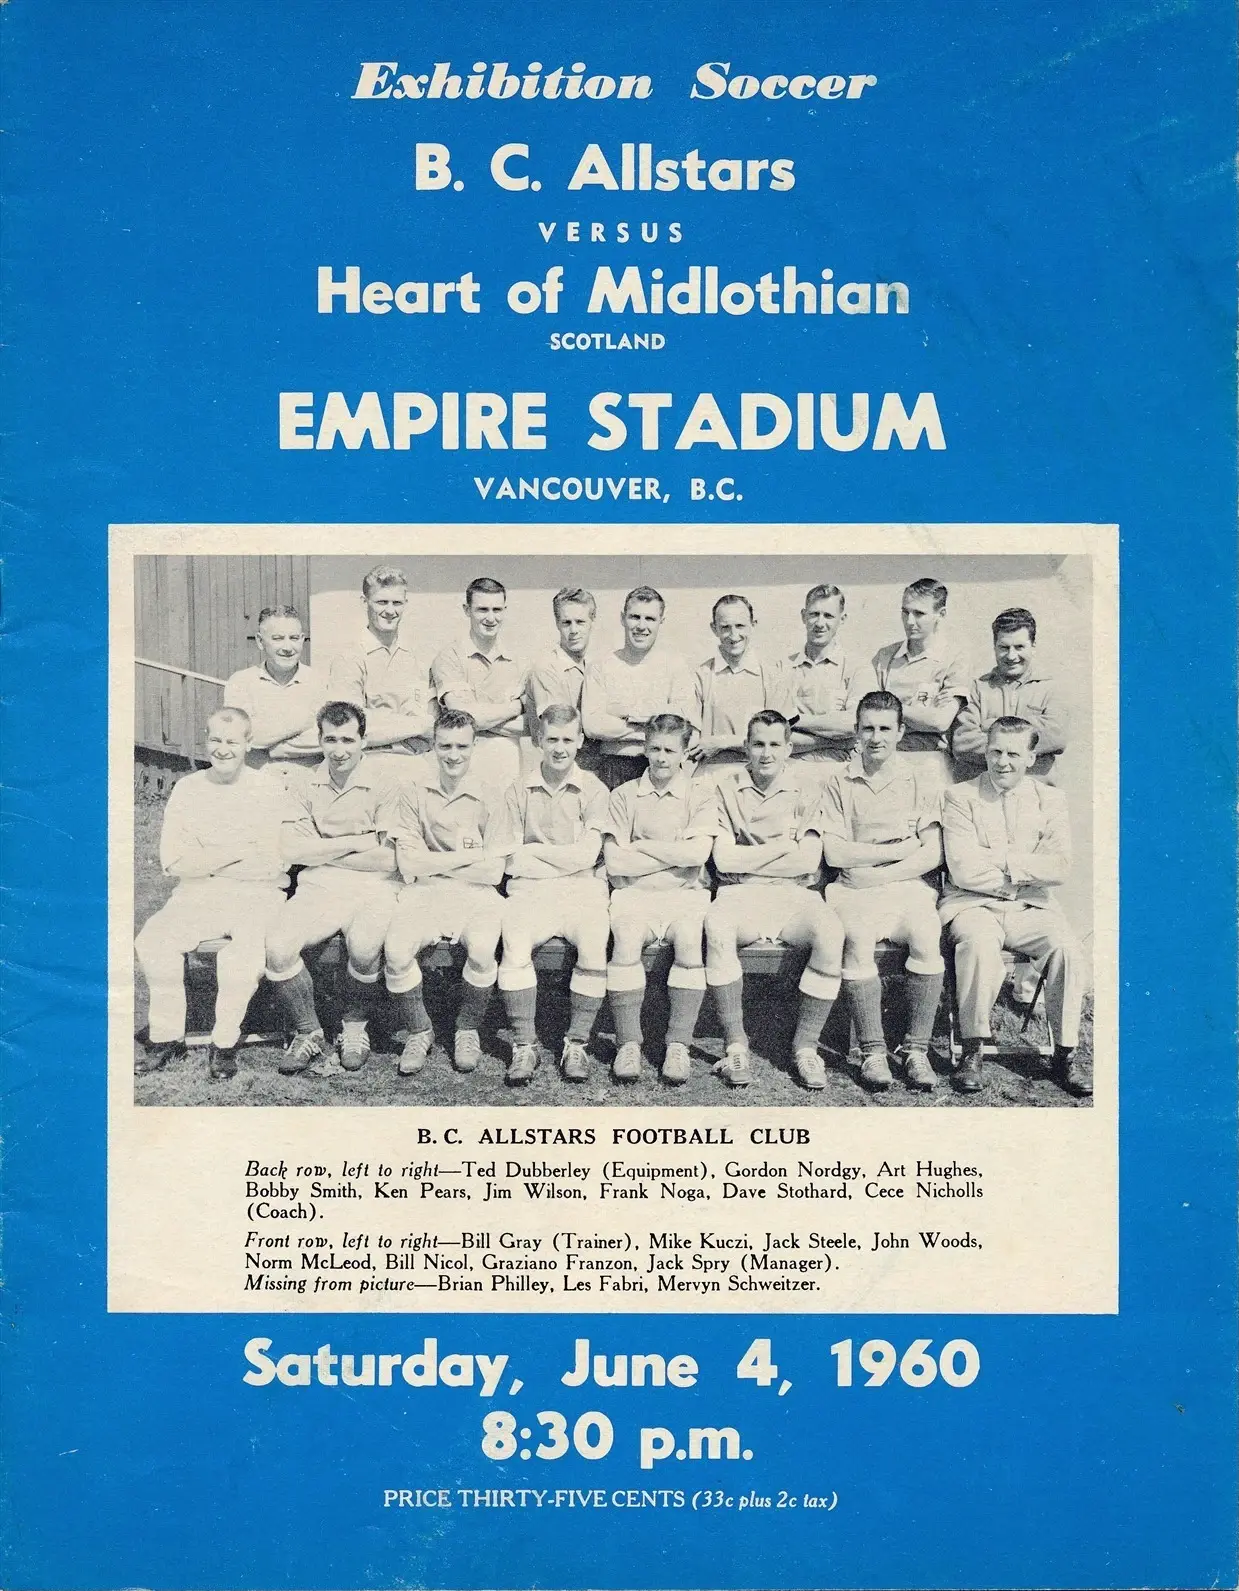 Exhibition Soccer
B. C. Allstars
VERSUS
Heart of Midlothian
SCOTLAND
EMPIRE STADIUM
VANCOUVER, B.C.
B. C. ALLSTARS FOOTBALL CLUB
Back row, left to right—Ted Dubberley (Equipment), Gordon Nordgy, Art Hughes,
Bobby Smith, Ken Pears, Jim Wilson, Frank Noga, Dave Stothard, Cece Nicholls
(Coach).
Front row, left to right—Bill Gray (Trainer), Mike Kuczi, Jack Steele, John Woods,
Norm McLeod, Bill Nicol, Graziano Franzon, Jack Spry (Manager).
Missing from picture—Brian Philley, Les Fabri, Mervyn Schweitzer.
Saturday, June 4, 1960
8:30 p.m.
PRICE THIRTY-FIVE CENTS (33c plus 2c tax)